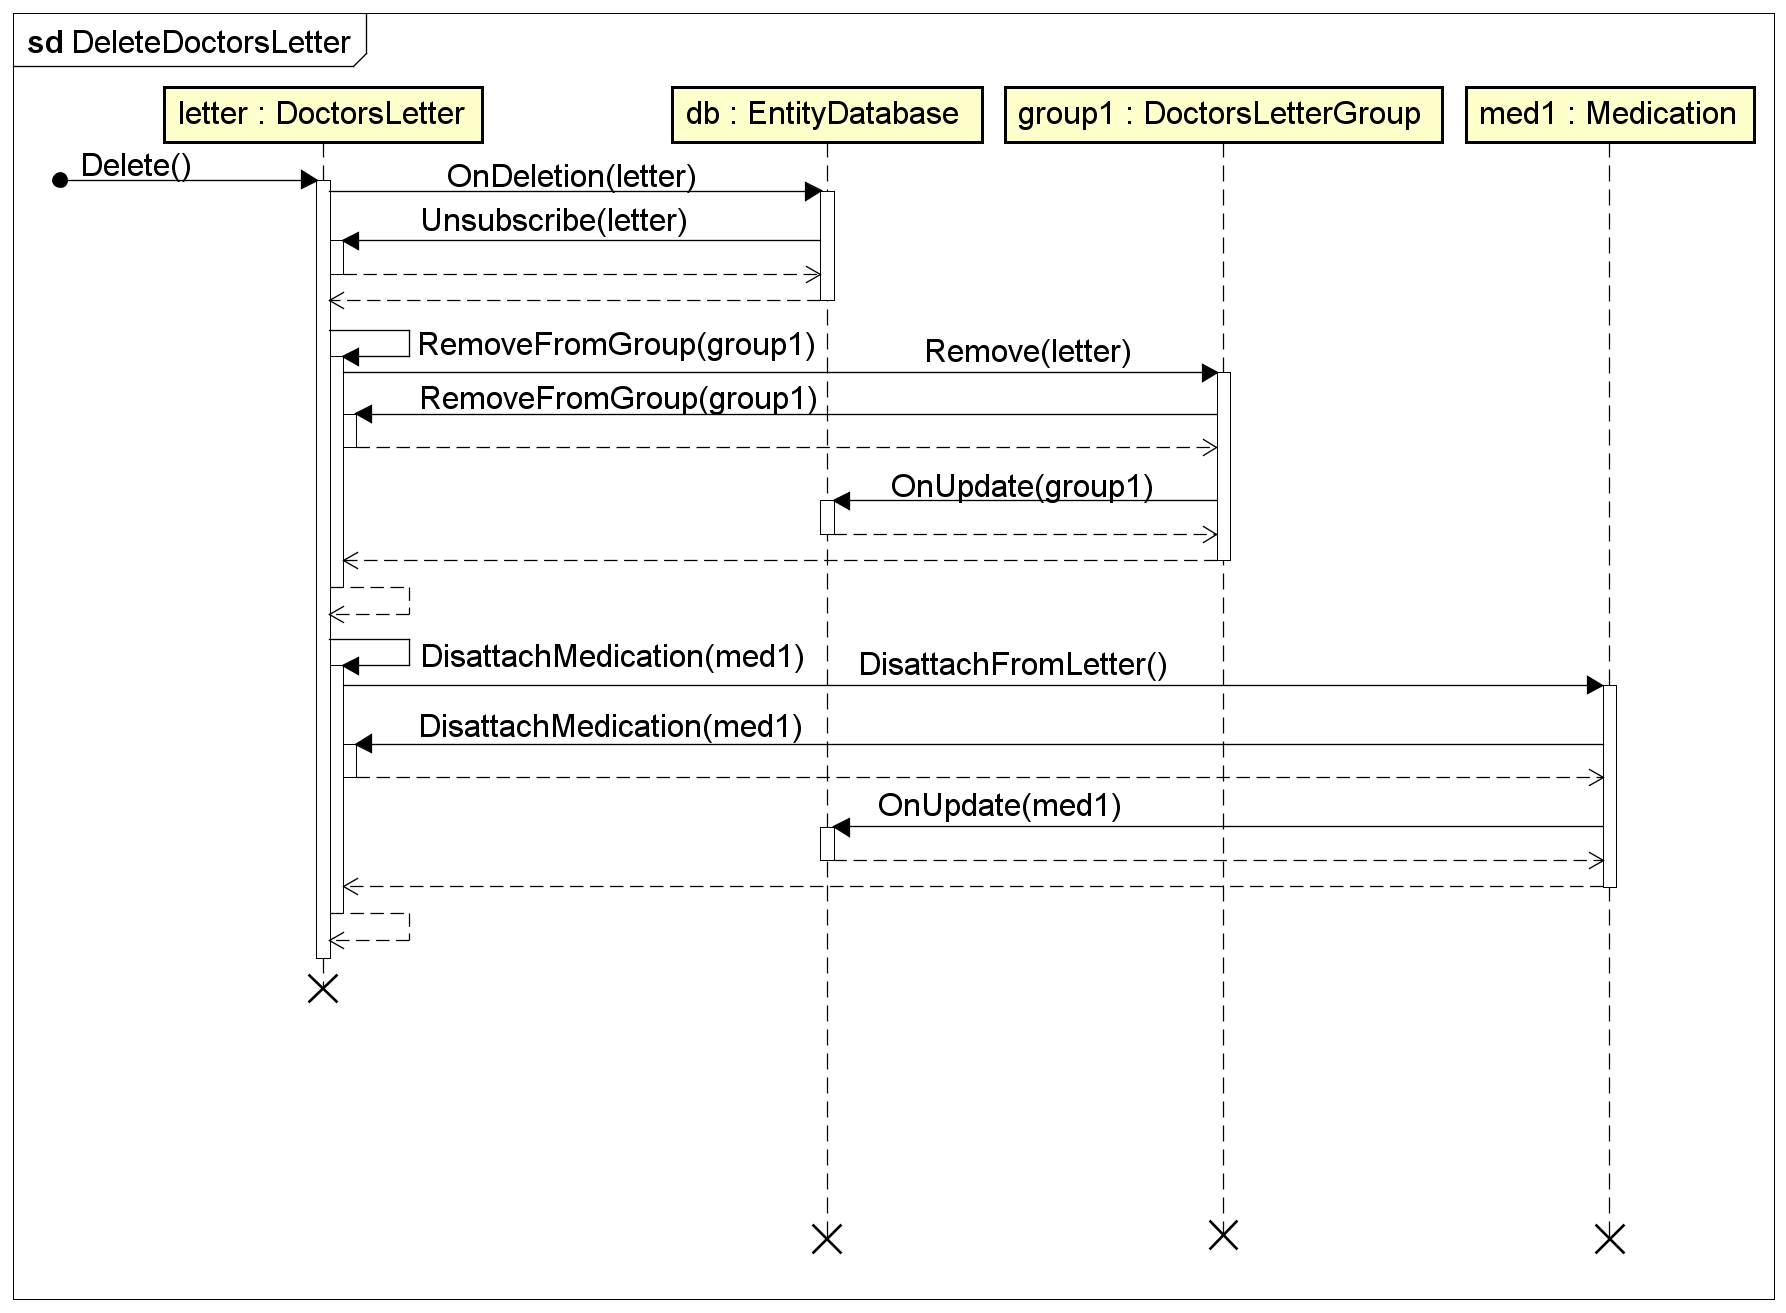 sd DeleteDoctorsLetter
letter : DoctorsLetter
db : EntityDatabase
group1 : DoctorsLetterGroup
med1 : Medication
Delete()
OnDeletion(letter)
Unsubscribe(letter)
RemoveFromGroup(group1)
Remove(letter)
RemoveFromGroup(group1)
OnUpdate(group1)
DisattachMedication(med1)
DisattachFromLetter()
DisattachMedication(med1)
OnUpdate(med1)